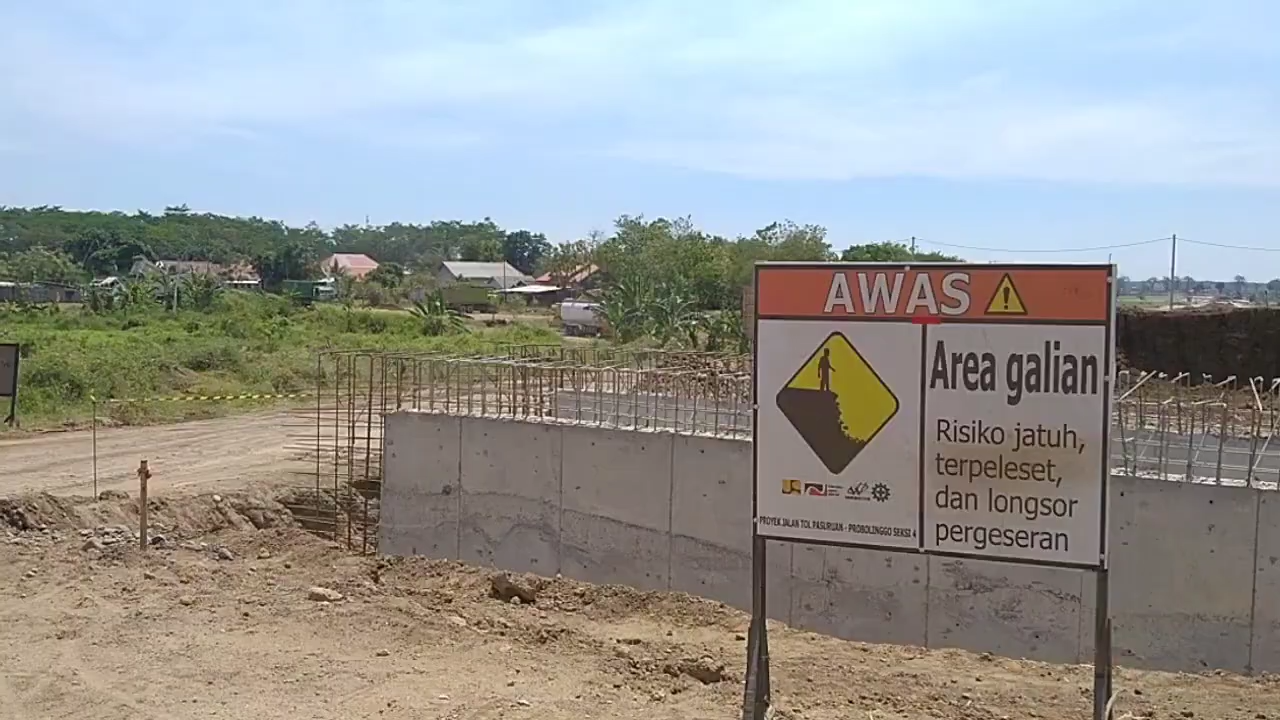 AWAS
Area galian
Risiko jatuh,
terpeleset,
dan longsor
pergeseran
PROYEK JALAN TOL PASURUAN - PROBOLINGGO SEKSI 4